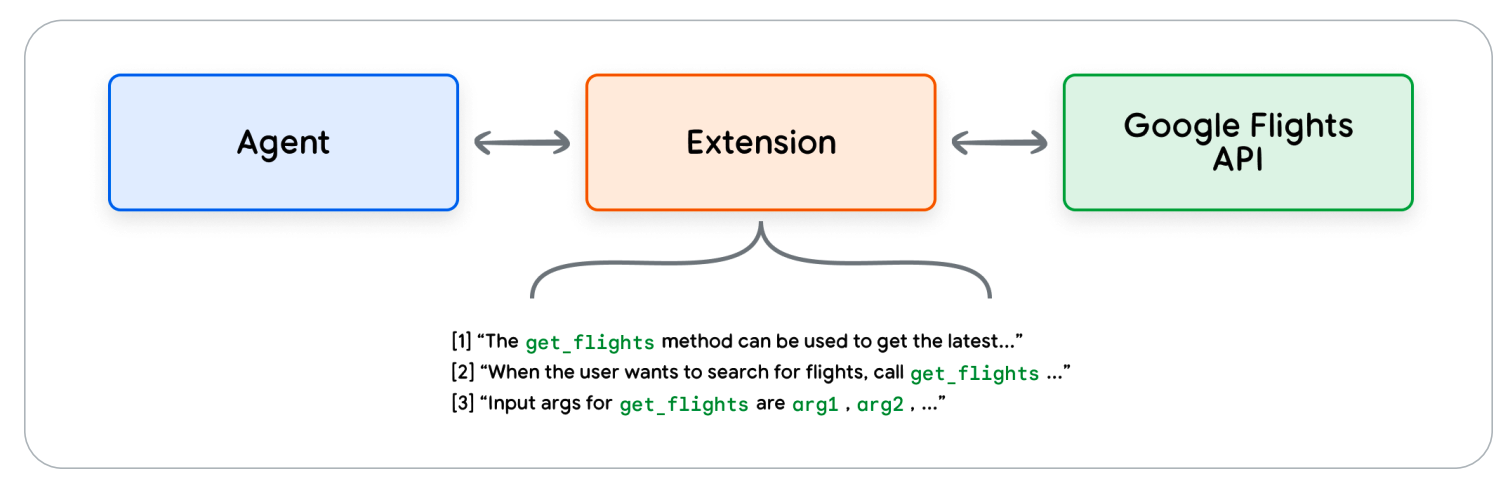 Agent
Extension
Google Flights
API
[1] “The get_flights method can be used to get the latest...”
[2] “When the user wants to search for flights, call get_flights ...”
[3] “Input args for get_flights are arg1 , arg2 , ...”